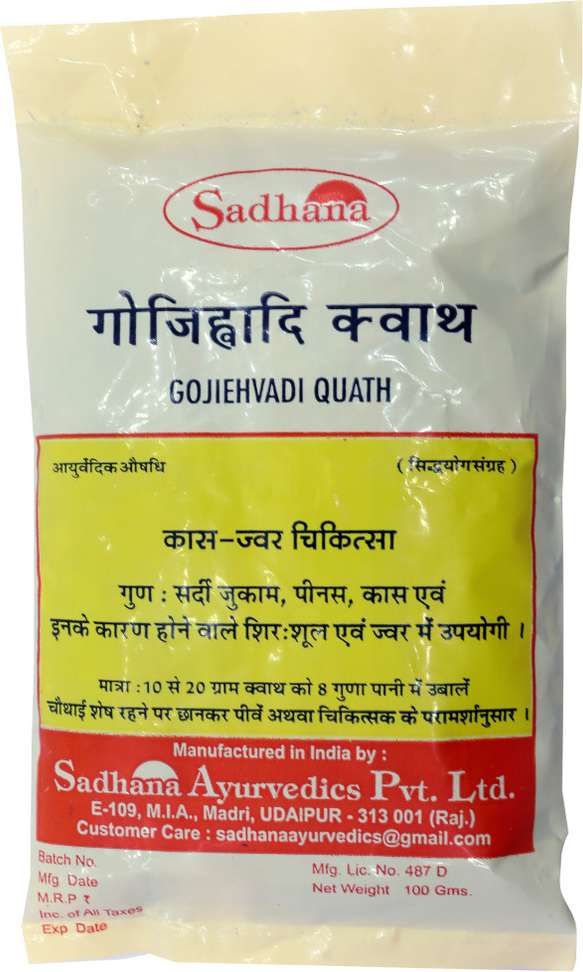 Sadhana
गोजिह्वादि क्वाथ
GOJIEHVADI QUATH
आयुर्वेदिक औषधि (सिद्धयोगसंग्रह)
कास-ज्वर चिकित्सा
गुण : सर्दी जुकाम, पीनस, कास एवं
इनके कारण होने वाले शिरःशूल एवं ज्वर में उपयोगी ।
मात्रा : 10 से 20 ग्राम क्वाथ को 8 गुणा पानी में उबालें
चौथाई शेष रहने पर छानकर पीवें अथवा चिकित्सक के परामर्शानुसार ।
Manufactured in India by :
Sadhana Ayurvedics Pvt. Ltd.
E-109, M.I.A., Madri, UDAIPUR - 313 001 (Raj.)
Customer Care : sadhanaayurvedics@gmail.com
Batch No.
Mfg Date
M.R.P ₹
Inc. of All Taxes
Exp Date
Mfg. Lic. No. 487 D
Net Weight 100 Gms.